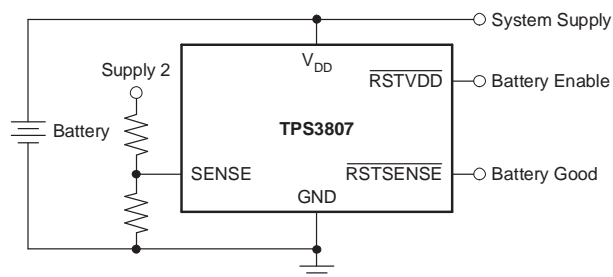 System Supply
Supply 2
V_DD
RSTVDD
Battery Enable
Battery
TPS3807
SENSE
RSTSENSE
Battery Good
GND